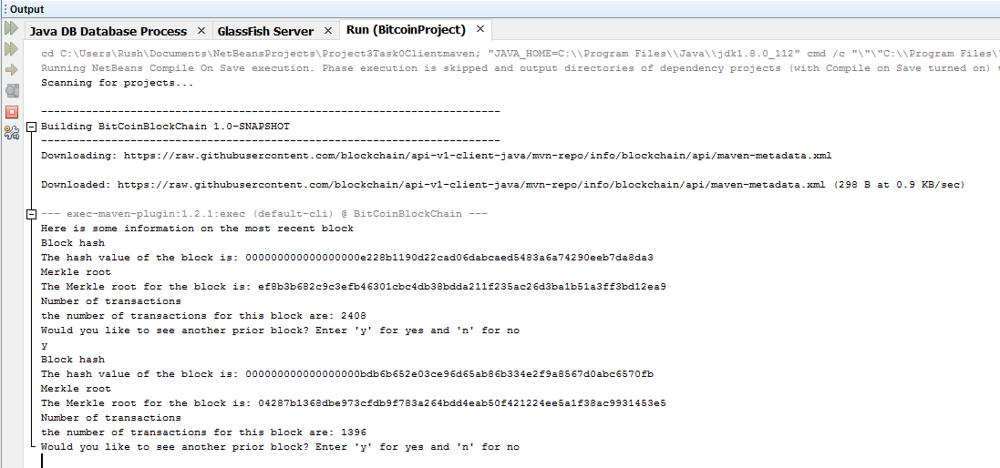 Output
Java DB Database Process × GlassFish Server × Run (BitcoinProject) ×
cd C:\Users\Rush\Documents\NetBeansProjects\Project3Task0Clientmaven; "JAVA_HOME=C:\\Program Files\\Java\\jdk1.8.0_112" cmd /c "\"\"C:\\Program Files\
Running NetBeans Compile On Save execution. Phase execution is skipped and output directories of dependency projects (with Compile on Save turned on)
Scanning for projects...
------------------------------------------------------------------------
Building BitCoinBlockChain 1.0-SNAPSHOT
------------------------------------------------------------------------
Downloading: https://raw.githubusercontent.com/blockchain/api-v1-client-java/mvn-repo/info/blockchain/api/maven-metadata.xml
Downloaded: https://raw.githubusercontent.com/blockchain/api-v1-client-java/mvn-repo/info/blockchain/api/maven-metadata.xml (298 B at 0.9 KB/sec)
--- exec-maven-plugin:1.2.1:exec (default-cli) @ BitCoinBlockChain ---
Here is some information on the most recent block
Block hash
The hash value of the block is: 000000000000000000e228b1190d22cad06dabcaed5483a6a74290eeb7da8da3
Merkle root
The Merkle root for the block is: ef8b3b682c9c3efb46301cbc4db38bdda211f235ac26d3ba1b51a3ff3bd12ea9
Number of transactions
the number of transactions for this block are: 2408
Would you like to see another prior block? Enter 'y' for yes and 'n' for no
y
Block hash
The hash value of the block is: 000000000000000000bdb6b652e03ce96d65ab86b334e2f9a8567d0abc6570fb
Merkle root
The Merkle root for the block is: 04287b1368dbe973cfdb9f783a264bdd4eab50f421224ee5a1f38ac9931453e5
Number of transactions
the number of transactions for this block are: 1396
Would you like to see another prior block? Enter 'y' for yes and 'n' for no